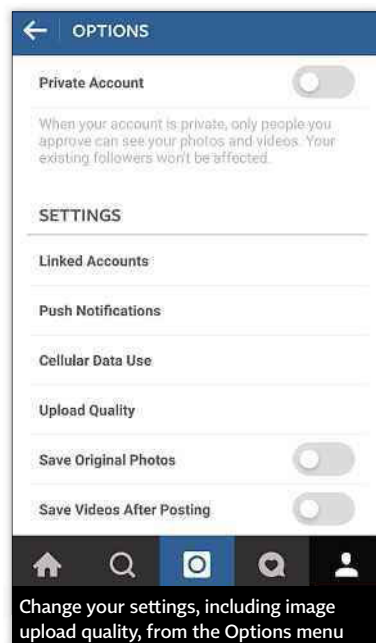 OPTIONS
Private Account
When your account is private, only people you
approve can see your photos and videos. Your
existing followers won't be affected.
SETTINGS
Linked Accounts
Push Notifications
Cellular Data Use
Upload Quality
Save Original Photos
Save Videos After Posting
Change your settings, including image
upload quality, from the Options menu